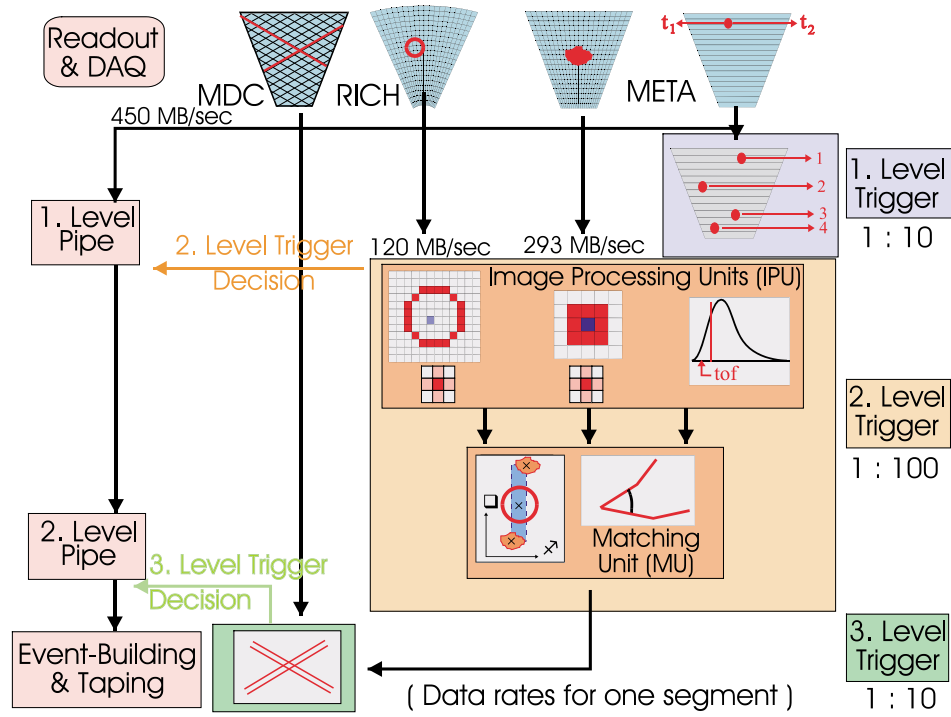 Readout
& DAQ
MDC
RICH
META
t1
t2
450 MB/sec
1
2
3
4
1. Level
Trigger
1 : 10
1. Level
Pipe
2. Level Trigger
Decision
120 MB/sec
293 MB/sec
Image Processing Units (IPU)
tof
2. Level
Trigger
1 : 100
Matching
Unit (MU)
2. Level
Pipe
3. Level Trigger
Decision
Event-Building
& Taping
( Data rates for one segment )
3. Level
Trigger
1 : 10